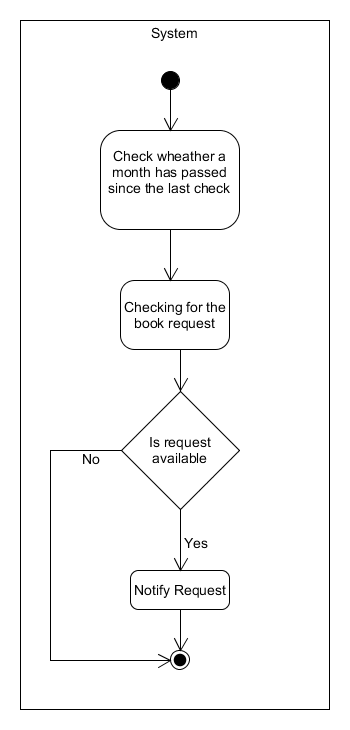 System
Check wheather a
month has passed
since the last check
Checking for the
book request
Is request
available
No
Yes
Notify Request